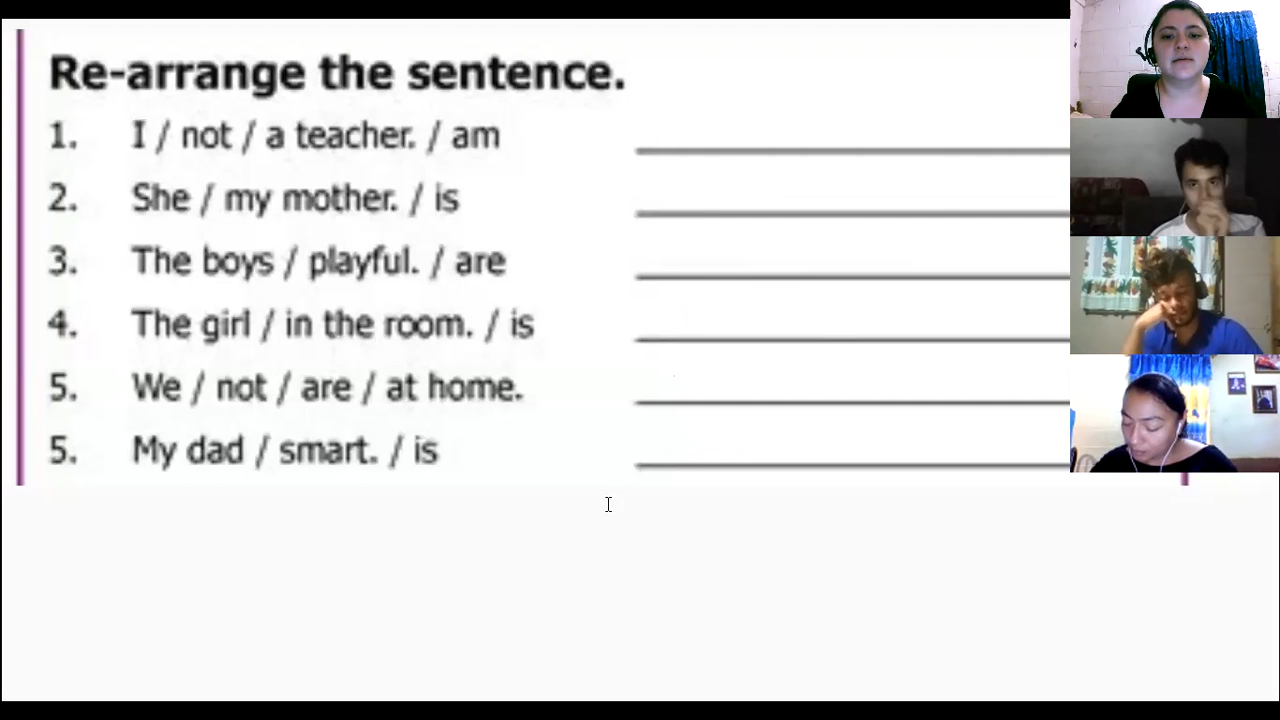 Re-arrange the sentence.
1. I / not / a teacher. / am
2. She / my mother. / is
3. The boys / playful. / are
4. The girl / in the room. / is
5. We / not / are / at home.
5. My dad / smart. / is